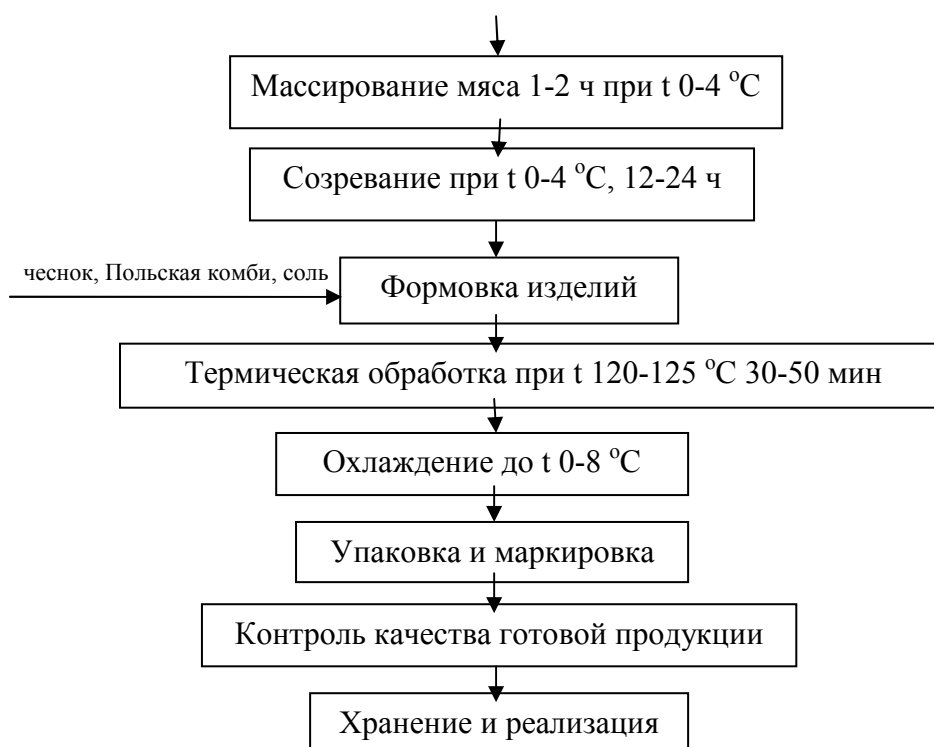 Массирование мяса 1-2 ч при t 0-4 °С
Созревание при t 0-4 °С, 12-24 ч
чеснок, Польская комби, соль
Формовка изделий
Термическая обработка при t 120-125 °С 30-50 мин
Охлаждение до t 0-8 °С
Упаковка и маркировка
Контроль качества готовой продукции
Хранение и реализация